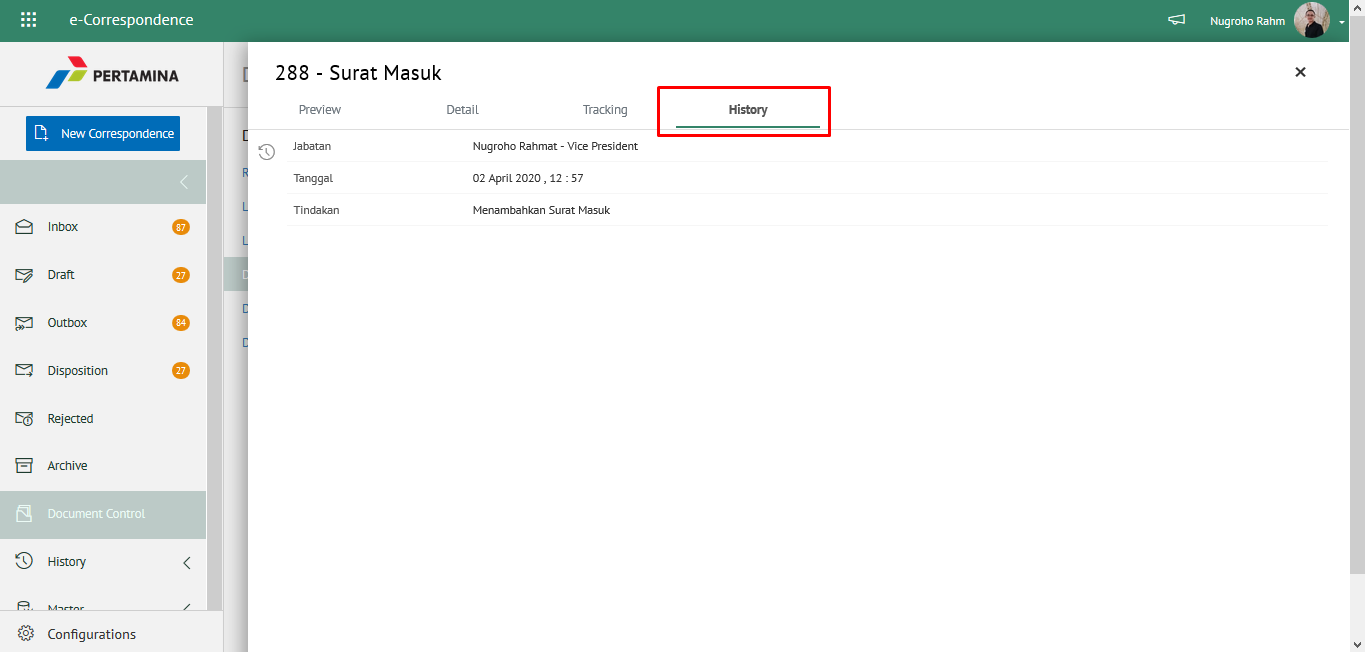 e-Correspondence
Nugroho Rahm
PERTAMINA
New Correspondence
Inbox 87
Draft 27
Outbox 84
Disposition 27
Rejected
Archive
Document Control
History
Master
Configurations
288 - Surat Masuk
Preview Detail Tracking History
Jabatan Nugroho Rahmat - Vice President
Tanggal 02 April 2020 , 12 : 57
Tindakan Menambahkan Surat Masuk